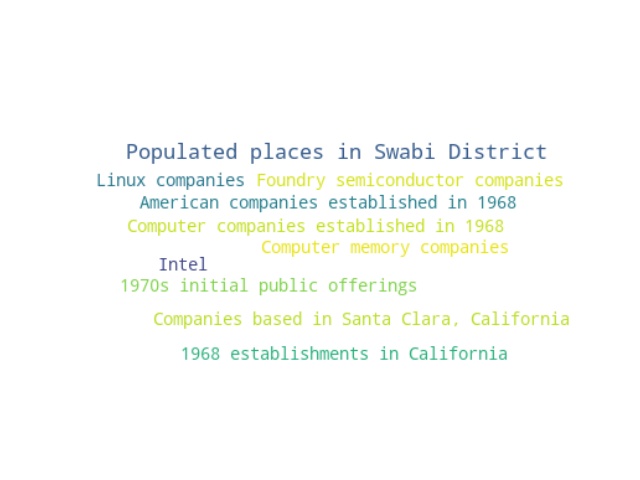 Populated places in Swabi District
Linux companies Foundry semiconductor companies
American companies established in 1968
Computer companies established in 1968
Computer memory companies
Intel
1970s initial public offerings
Companies based in Santa Clara, California
1968 establishments in California